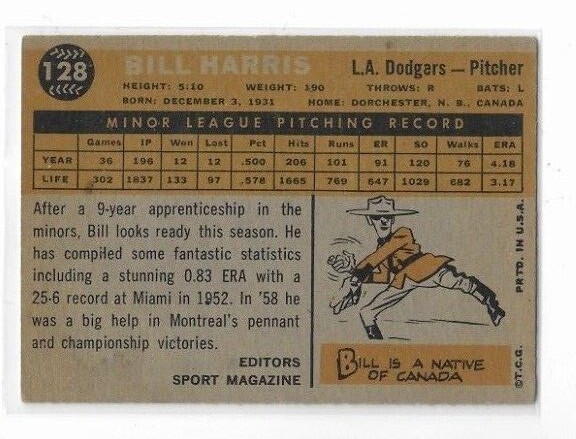 128 BILL HARRIS L.A. Dodgers — Pitcher
HEIGHT: 5:10 WEIGHT: 190 THROWS: R BATS: L
BORN: DECEMBER 3, 1931 HOME: DORCHESTER, N. B., CANADA
MINOR LEAGUE PITCHING RECORD
Games IP Won Lost Pct Hits Runs ER SO Walks ERA
YEAR 36 196 12 12 .500 206 101 91 120 76 4.18
LIFE 302 1837 133 97 .578 1665 769 647 1029 682 3.17
After a 9-year apprenticeship in the
minors, Bill looks ready this season. He
has compiled some fantastic statistics
including a stunning 0.83 ERA with a
25-6 record at Miami in 1952. In '58 he
was a big help in Montreal's pennant
and championship victories.
EDITORS
SPORT MAGAZINE
BILL IS A NATIVE
OF CANADA
©T.C.G. PRTD. IN U.S.A.